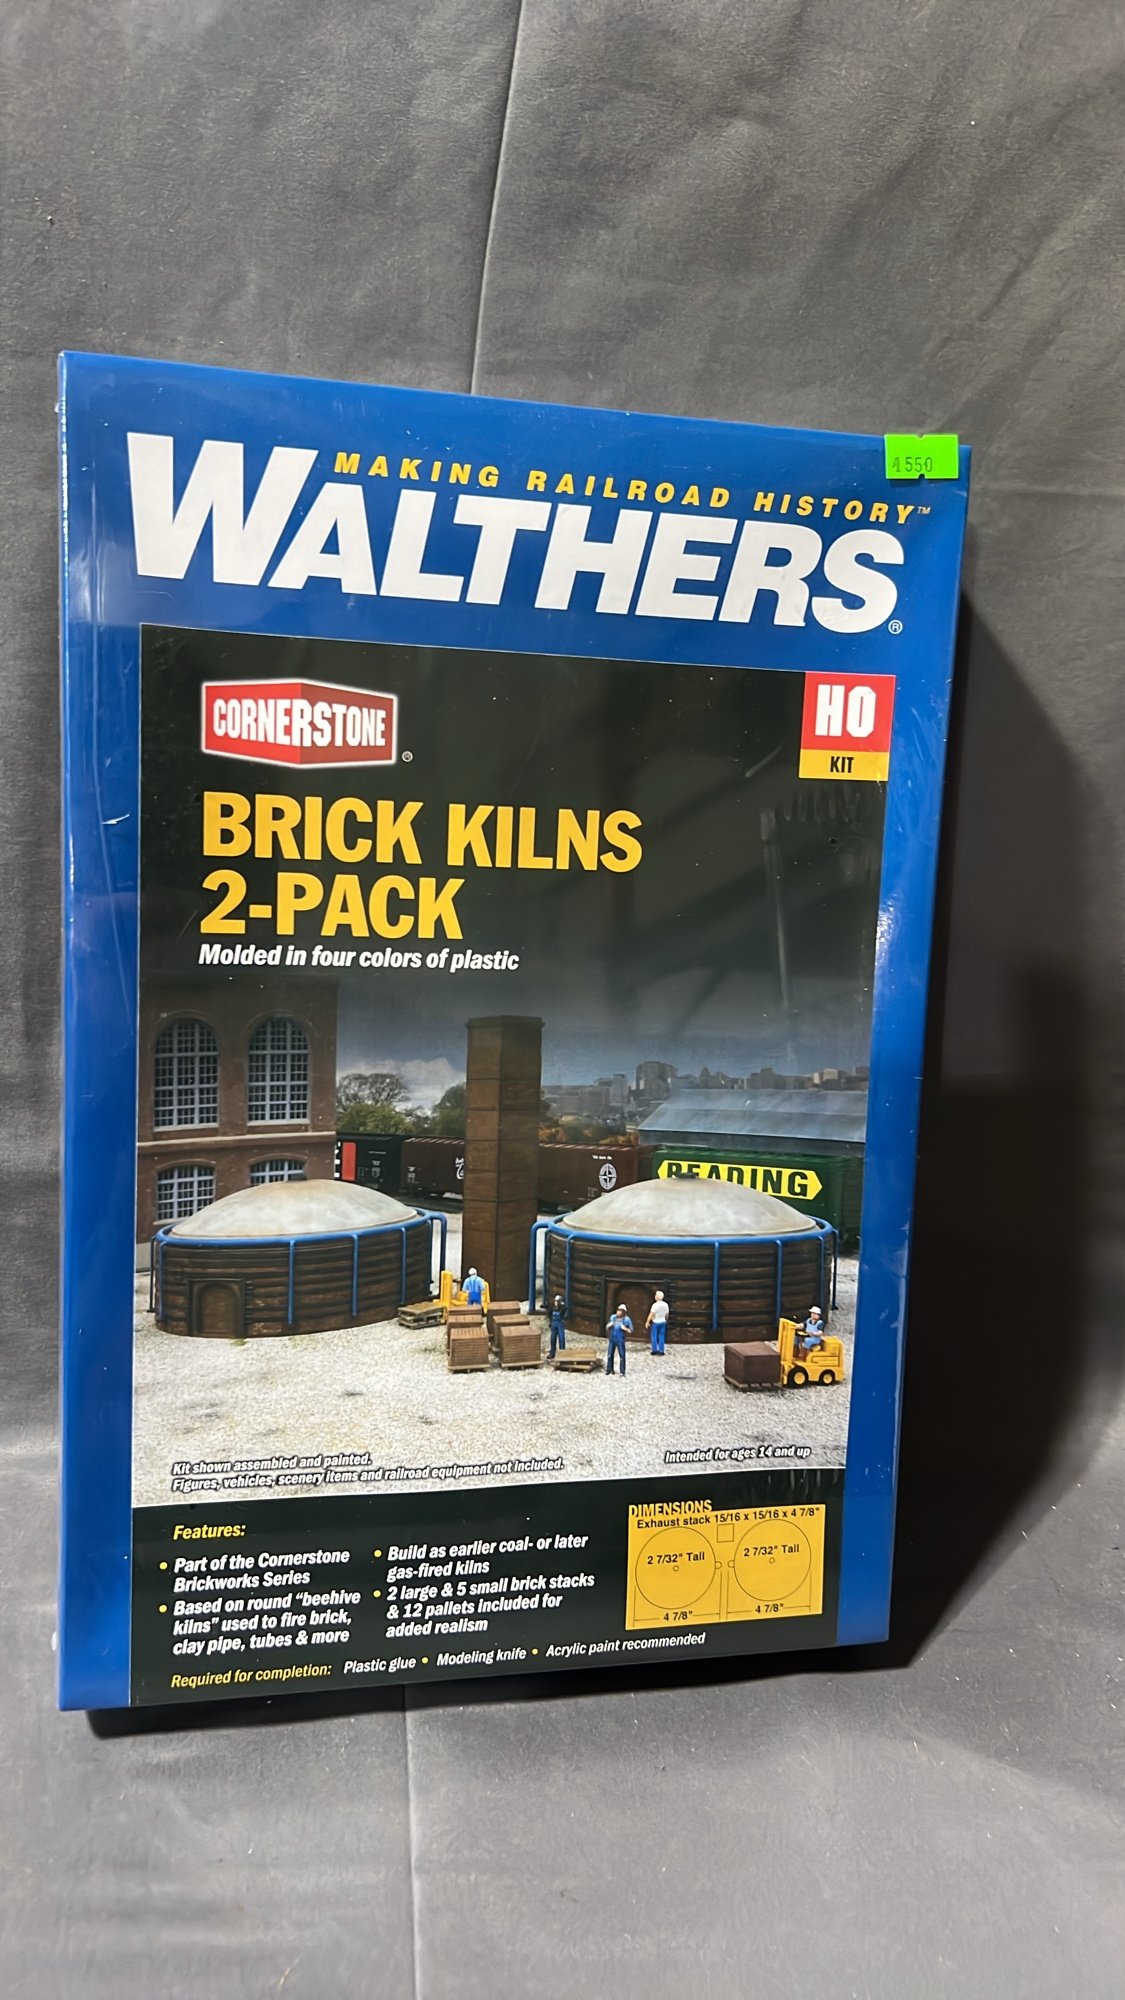 MAKING RAILROAD HISTORY™
WALTHERS®
4550
CORNERSTONE®
HO
KIT
BRICK KILNS
2-PACK
Molded in four colors of plastic
READING
Kit shown assembled and painted.
Figures, vehicles, scenery items and railroad equipment not included.
Intended for ages 14 and up
Features:
• Part of the Cornerstone
Brickworks Series
• Based on round "beehive
kilns" used to fire brick,
clay pipe, tubes & more
• Build as earlier coal- or later
gas-fired kilns
• 2 large & 5 small brick stacks
& 12 pallets included for
added realism
DIMENSIONS
Exhaust stack 15/16 x 15/16 x 4 7/8"
2 7/32" Tall
2 7/32" Tall
4 7/8"
4 7/8"
Required for completion: Plastic glue • Modeling knife • Acrylic paint recommended